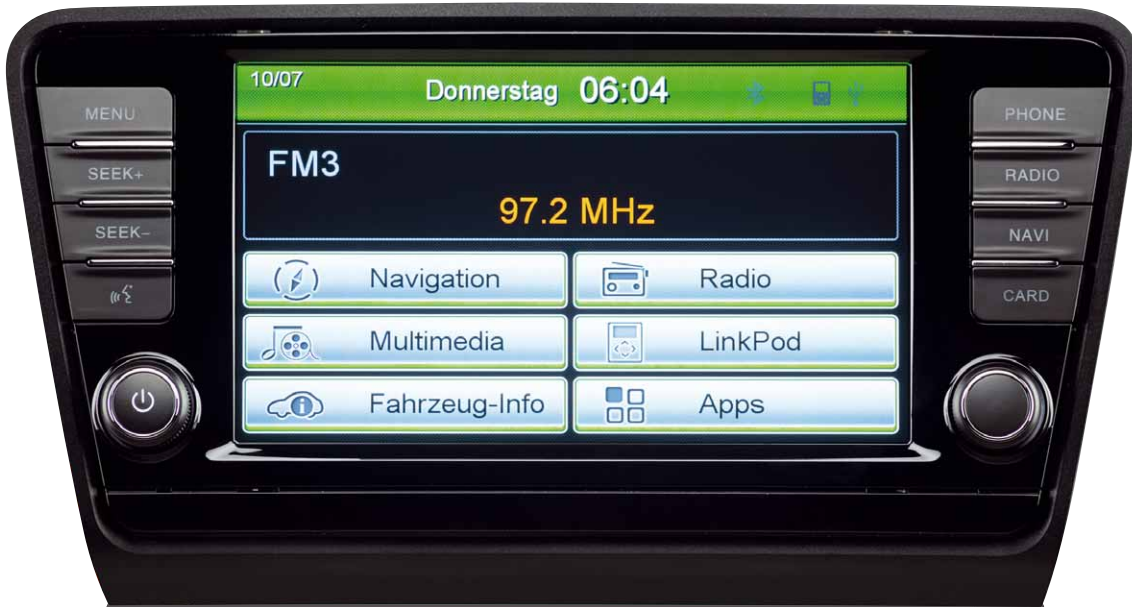 10/07 Donnerstag 06:04
FM3
97.2 MHz
Navigation
Radio
Multimedia
LinkPod
Fahrzeug-Info
Apps
MENU
SEEK+
SEEK–
PHONE
RADIO
NAVI
CARD